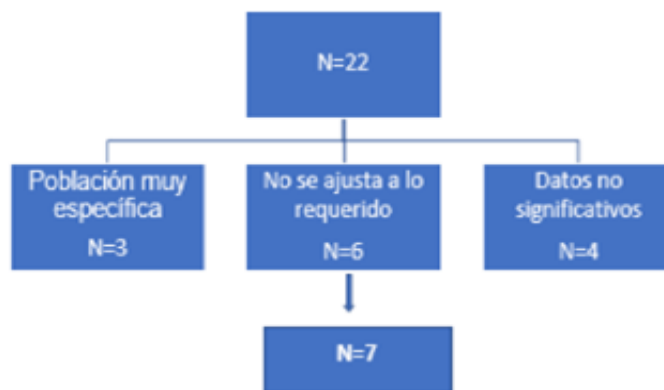 N=22
Población muy
específica
N=3
No se ajusta a lo
requerido
N=6
Datos no
significativos
N=4
N=7